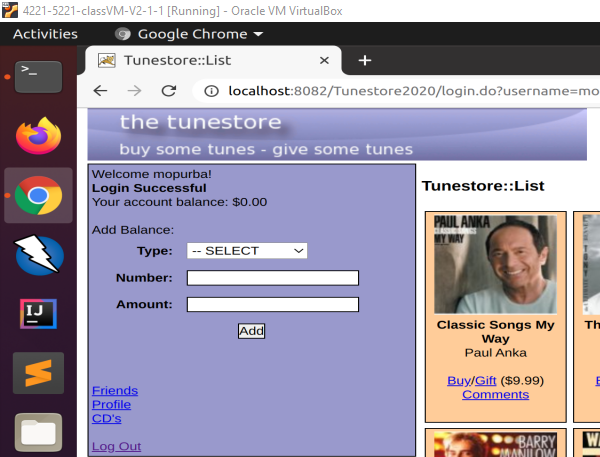 4221-5221-classVM-V2-1-1 [Running] - Oracle VM VirtualBox
Activities
Google Chrome
Tunestore::List
localhost:8082/Tunestore2020/login.do?username=mo
the tunestore
buy some tunes - give some tunes
Welcome mopurba!
Login Successful
Your account balance: $0.00
Add Balance:
Type: -- SELECT
Number:
Amount:
Add
Friends
Profile
CD's
Log Out
Tunestore::List
PAUL ANKA
CLASSIC SONGS
MY WAY
Classic Songs My
Way
Paul Anka
Buy/Gift ($9.99)
Comments
Th
BARRY
MANILOW